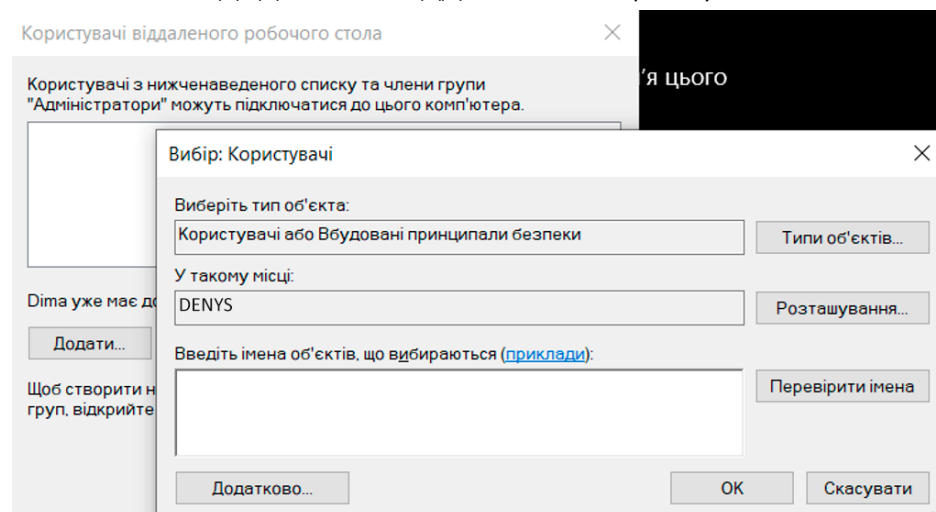 Користувачі віддаленого робочого стола
Користувачі з нижченаведеного списку та члени групи
"Адміністратори" можуть підключатися до цього комп'ютера.
'я цього
Вибір: Користувачі
Виберіть тип об'єкта:
Користувачі або Вбудовані принципали безпеки
Типи об'єктів...
У такому місці:
DENYS
Розташування...
Введіть імена об'єктів, що вибираються (приклади):
Перевірити імена
Додатково...
OK
Скасувати
Dima уже має
Додати...
Щоб створити
груп, відкрийте